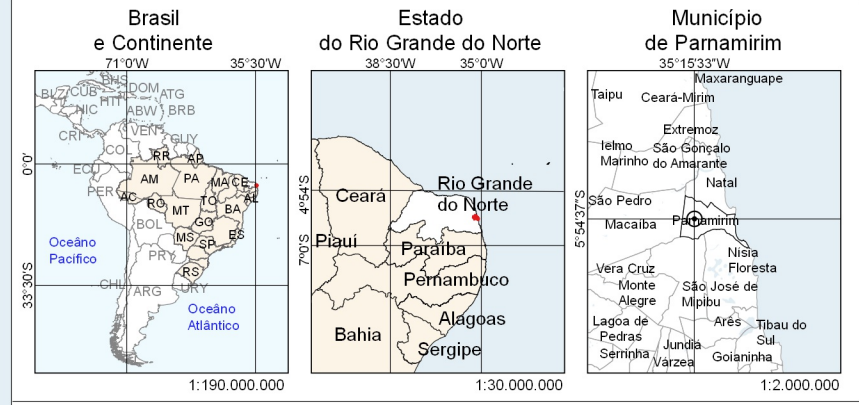 Brasil
e Continente
71°0'W
35°30'W
BHS
BLZ
CUB
DOM
ATG
HTI
NIC
ABW
BRB
CRI
VEN
GUY
COL
RR
AP
0°0'
ECU
AM
PA
MA
CE
PER
AC
RO
TO
AL
MT
BA
BOL
GO
MS
ES
SP
Oceâno
Pacífico
PRY
RS
33°30'S
CHL
ARG
URY
Oceâno
Atlântico
1:190.000.000
Estado
do Rio Grande do Norte
38°30'W
35°0'W
4°54'S
Ceará
Rio Grande
do Norte
7°0'S
Piauí
Paraíba
Pernambuco
Alagoas
Bahia
Sergipe
1:30.000.000
Município
de Parnamirim
35°15'33"W
Maxaranguape
Taipu
Ceará-Mirim
Extremoz
Ielmo
Marinho
São Gonçalo
do Amarante
Natal
São Pedro
5°54'37"S
Macaíba
Parnamirim
Nísia
Floresta
Vera Cruz
Monte
Alegre
São José de
Mipibu
Lagoa de
Pedras
Arês
Tibau do
Sul
Serrinha
Jundiá
Várzea
Goianinha
1:2.000.000